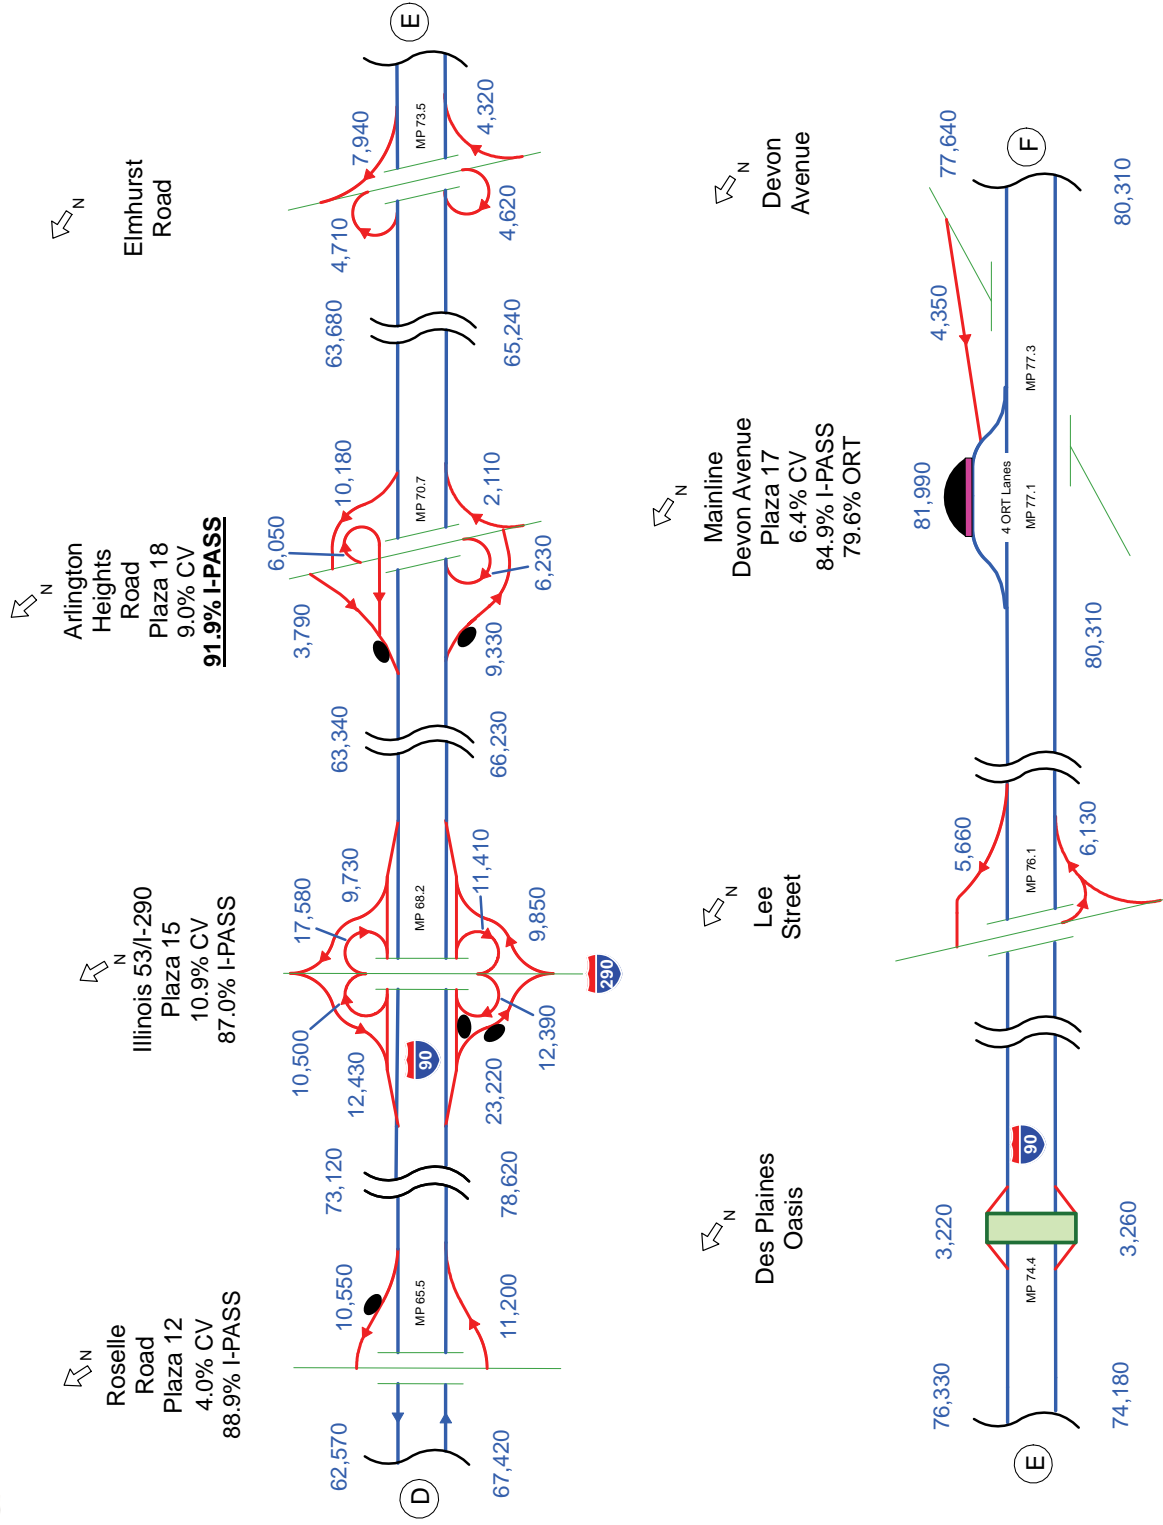 Roselle
Road
Plaza 12
4.0% CV
88.9% I-PASS
N
Illinois 53/I-290
Plaza 15
10.9% CV
87.0% I-PASS
N
Arlington
Heights
Road
Plaza 18
9.0% CV
91.9% I-PASS
N
Elmhurst
Road
N
D
62,570
67,420
10,550
MP 65.5
11,200
73,120
78,620
10,500
12,430
17,580
9,730
90
MP 68.2
23,220
12,390
11,410
9,850
290
63,340
66,230
3,790
6,050
10,180
MP 70.7
9,330
6,230
2,110
63,680
65,240
4,710
7,940
MP 73.5
4,620
4,320
E
Des Plaines
Oasis
N
Lee
Street
N
Mainline
Devon Avenue
Plaza 17
6.4% CV
84.9% I-PASS
79.6% ORT
N
Devon
Avenue
N
E
76,330
74,180
3,220
MP 74.4
3,260
90
5,660
MP 76.1
6,130
80,310
81,990
4 ORT Lanes
MP 77.1
4,350
MP 77.3
77,640
80,310
F